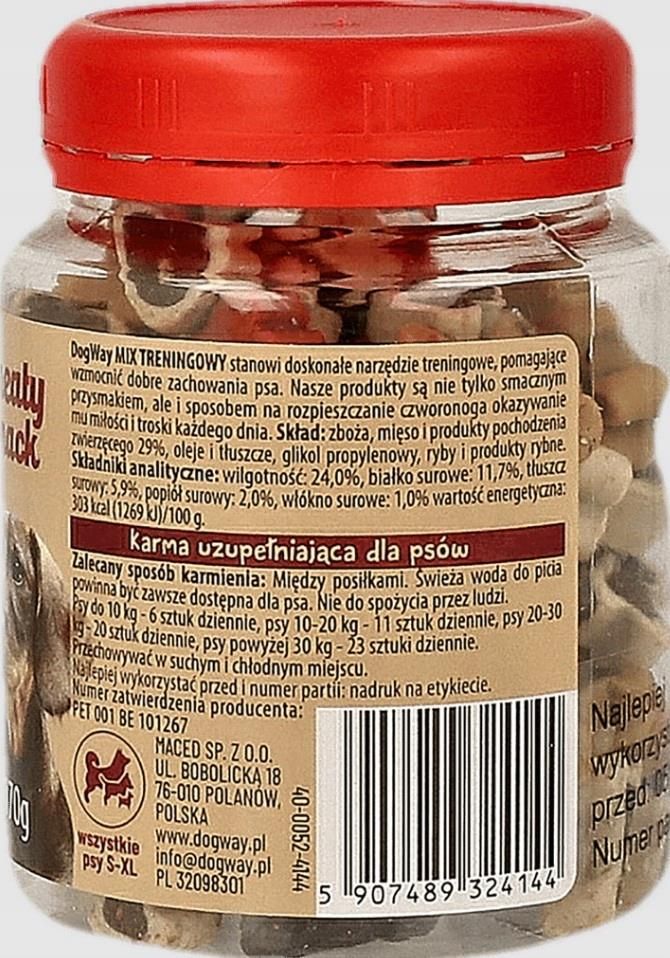 DogWay MIX TRENINGOWY stanowi doskonałe narzędzie treningowe, pomagające
wzmocnić dobre zachowania psa. Nasze produkty są nie tylko smacznym
przysmakiem, ale i sposobem na rozpieszczanie czworonoga okazywanie
mu miłości i troski każdego dnia. Skład: zboża, mięso i produkty pochodzenia
zwierzęcego 29%, oleje i tłuszcze, glikol propylenowy, ryby i produkty rybne.
Składniki analityczne: wilgotność: 24,0%, białko surowe: 11,7%, tłuszcz
surowy: 5,9%, popiół surowy: 2,0%, włókno surowe: 1,0% wartość energetyczna:
303 kcal (1269 kJ)/100 g.
karma uzupełniająca dla psów
Zalecany sposób karmienia: Między posiłkami. Świeża woda do picia
powinna być zawsze dostępna dla psa. Nie do spożycia przez ludzi.
Psy do 10 kg - 6 sztuk dziennie, psy 10-20 kg - 11 sztuk dziennie, psy 20-30
kg - 20 sztuk dziennie, psy powyżej 30 kg - 23 sztuki dziennie.
Przechowywać w suchym i chłodnym miejscu.
Najlepiej wykorzystać przed i numer partii: nadruk na etykiecie.
Numer zatwierdzenia producenta:
PET 001 BE 101267
MACED SP. Z O.O.
UL. BOBOLICKA 18
76-010 POLANÓW,
POLSKA
www.dogway.pl
info@dogway.pl
PL 32098301
wszystkie
psy S-XL
40-0052-4144
5 907489 324144
70g
Najlepiej
przed:
Numer